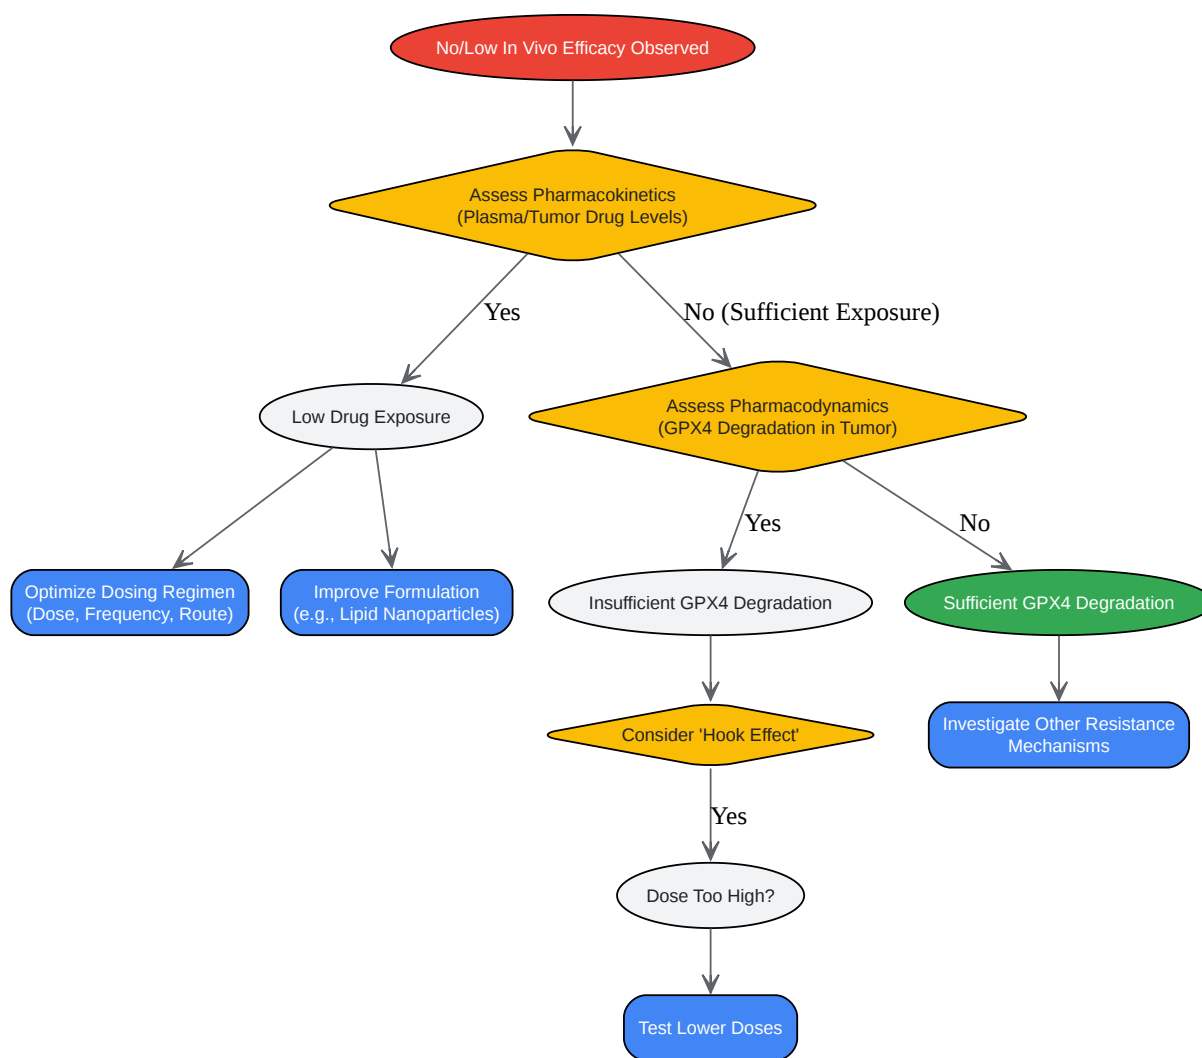 No/Low In Vivo Efficacy Observed
Assess Pharmacokinetics
(Plasma/Tumor Drug Levels)
Yes
No (Sufficient Exposure)
Low Drug Exposure
Assess Pharmacodynamics
(GPX4 Degradation in Tumor)
Yes
No
Optimize Dosing Regimen
(Dose, Frequency, Route)
Improve Formulation
(e.g., Lipid Nanoparticles)
Insufficient GPX4 Degradation
Sufficient GPX4 Degradation
Consider 'Hook Effect'
Investigate Other Resistance
Mechanisms
Yes
Dose Too High?
Test Lower Doses